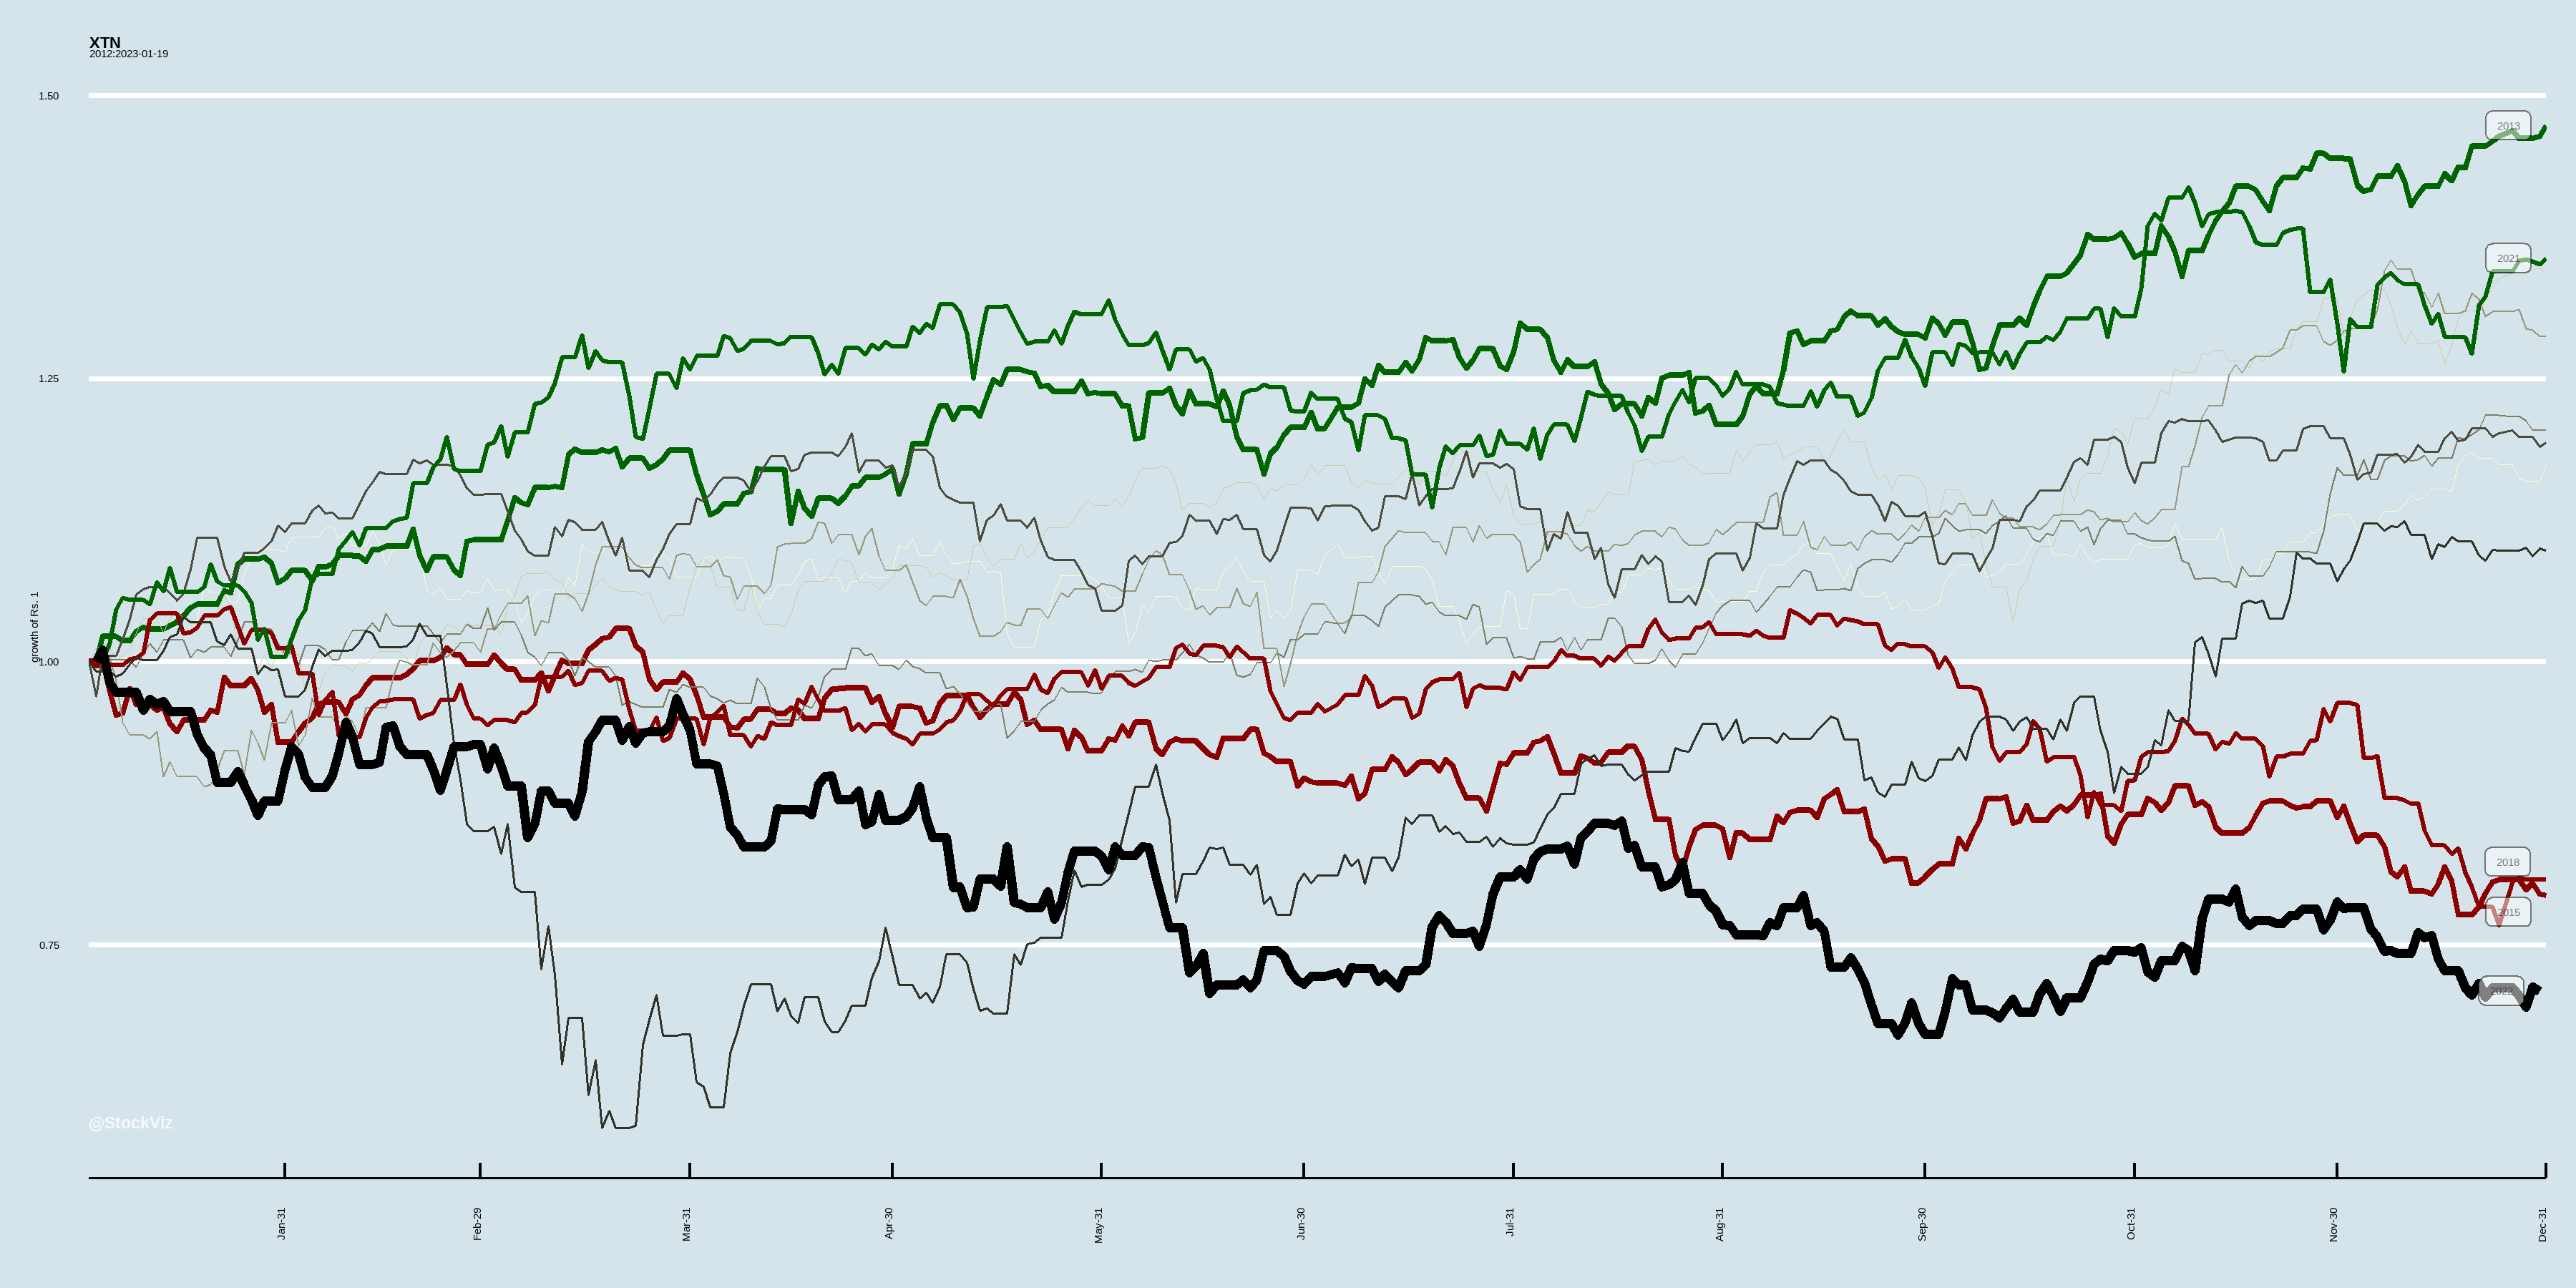 XTN
2012:2023-01-19
1.50
2013
2021
1.25
growth of Rs. 1
1.00
2018
2015
0.75
2022
@StockViz
Jan-31
Feb-29
Mar-31
Apr-30
May-31
Jun-30
Jul-31
Aug-31
Sep-30
Oct-31
Nov-30
Dec-31